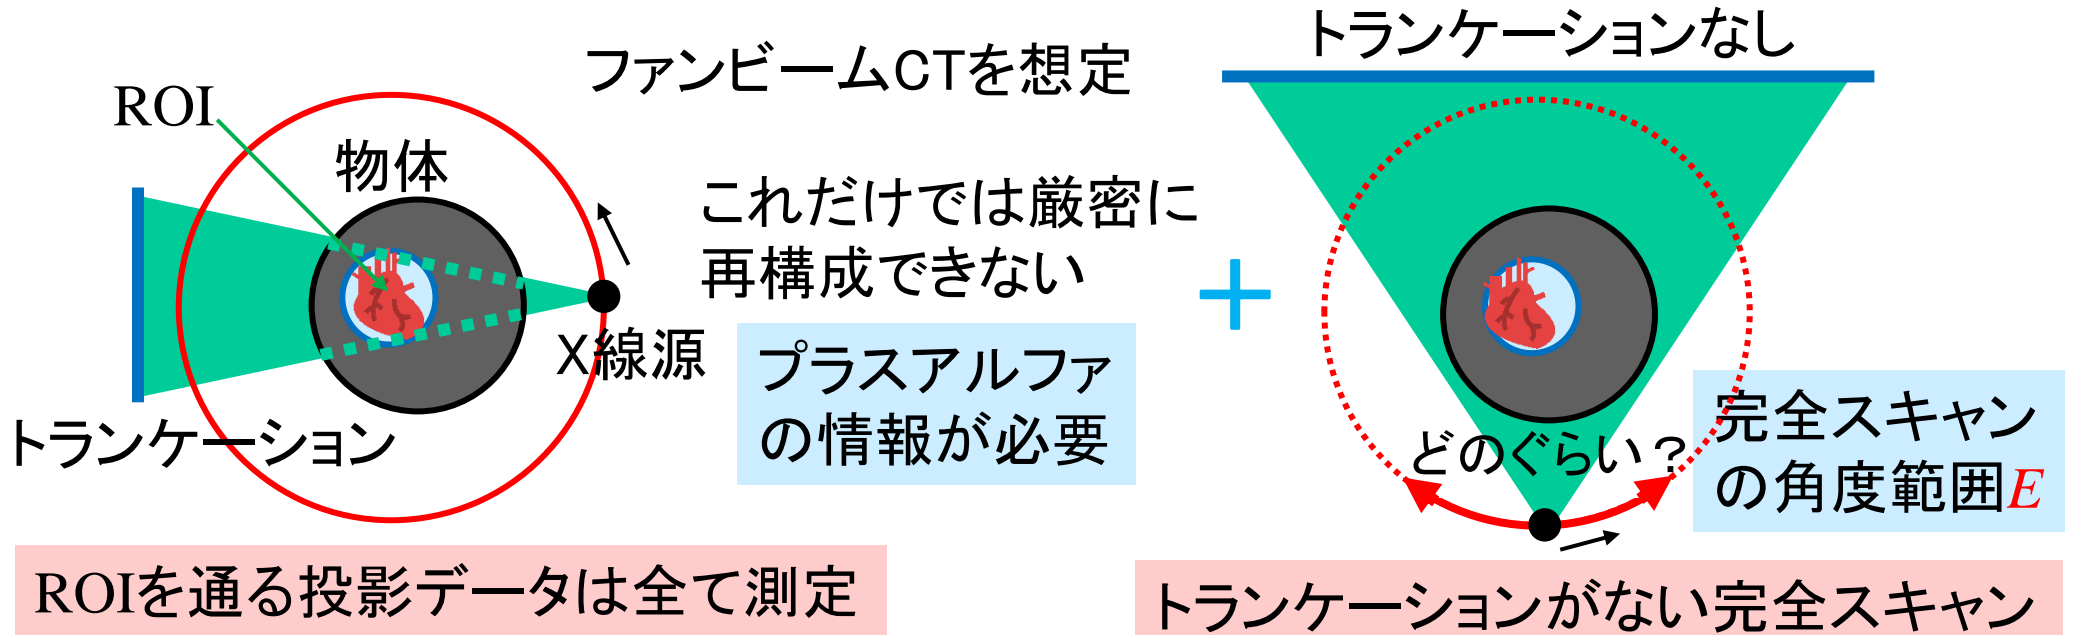 ファンビームCTを想定
ROI
物体
X線源
トランケーション
これだけでは厳密に
再構成できない
プラスアルファ
の情報が必要
ROIを通る投影データは全て測定
+
トランケーションなし
どのぐらい？
完全スキャン
の角度範囲E
トランケーションがない完全スキャン